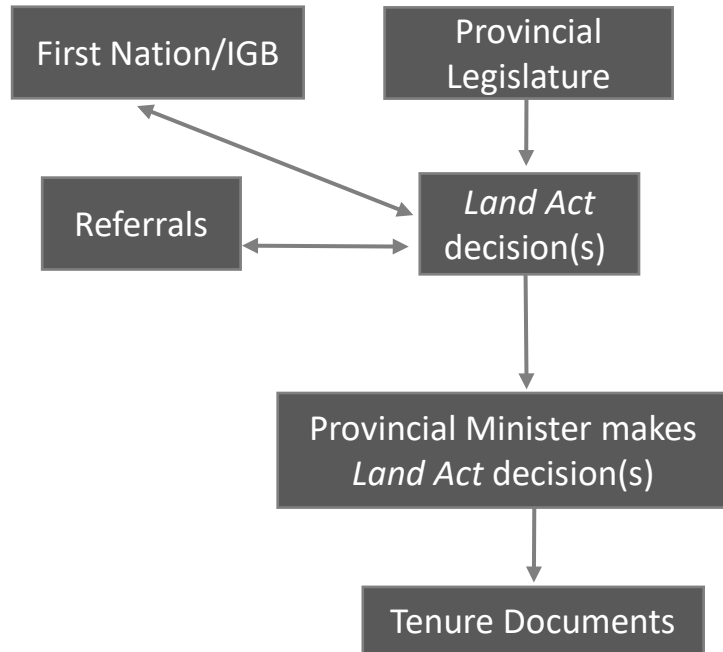 First Nation/IGB
Provincial
Legislature
Referrals
Land Act
decision(s)
Provincial Minister makes
Land Act decision(s)
Tenure Documents